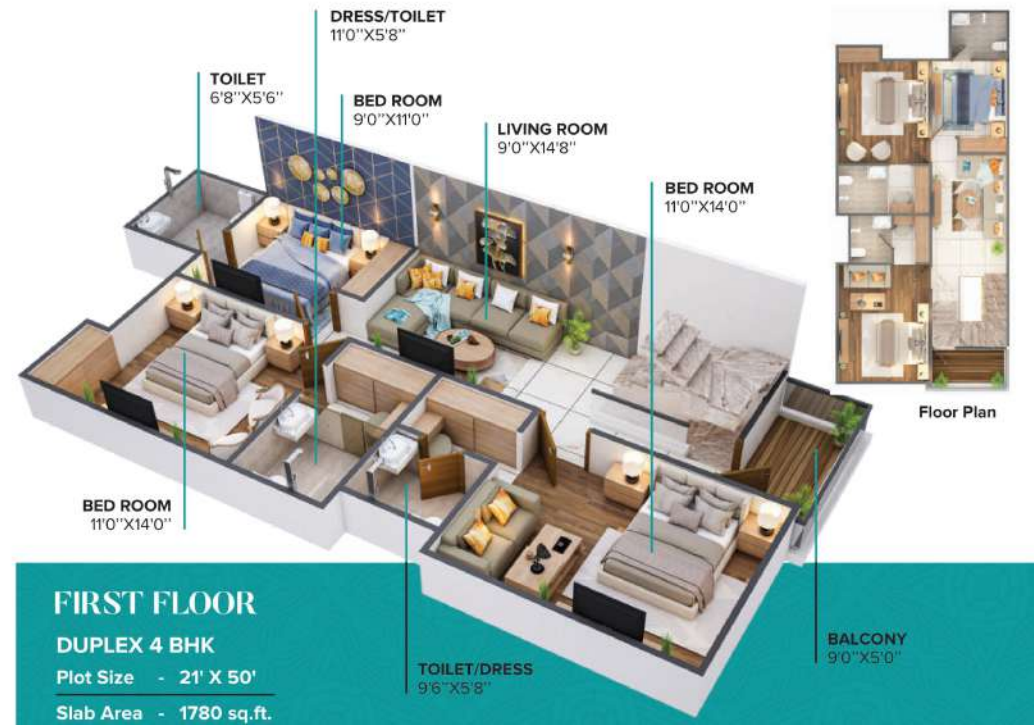 DRESS/TOILET
11'0"X5'8"
TOILET
6'8"X5'6"
BED ROOM
9'0"X11'0"
LIVING ROOM
9'0"X14'8"
BED ROOM
11'0"X14'0"
Floor Plan
BED ROOM
11'0"X14'0"
FIRST FLOOR
DUPLEX 4 BHK
Plot Size - 21' X 50'
Slab Area - 1780 sq.ft.
TOILET/DRESS
9'6"X5'8"
BALCONY
9'0"X5'0"